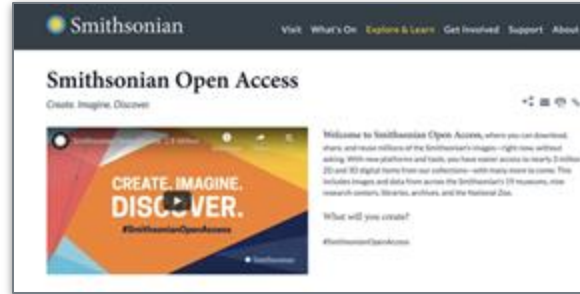 Smithsonian
Visit What's On Explore & Learn Get Involved Support About
Smithsonian Open Access
Create. Imagine. Discover.
CREATE. IMAGINE.
DISCOVER.
#SmithsonianOpenAccess
Smithsonian
Welcome to Smithsonian Open Access, where you can download,
share, and reuse millions of the Smithsonian's images—right now, without
asking. With new platforms and tools, you have easier access to nearly 3 million
2D and 3D digital items from our collections—with many more to come. This
includes images and data from across the Smithsonian's 19 museums, nine
research centers, libraries, archives, and the National Zoo.
What will you create?
#SmithsonianOpenAccess